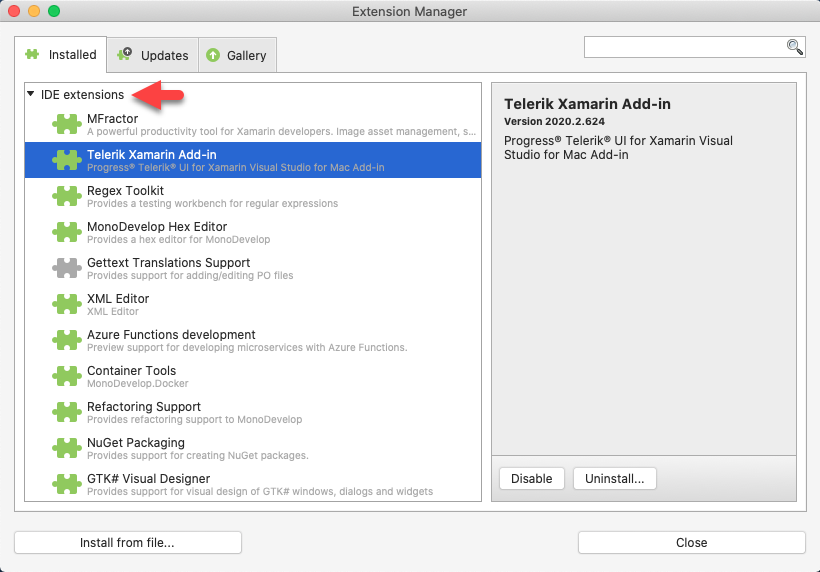 Extension Manager
Installed
Updates
Gallery
IDE extensions
MFractor
A powerful productivity tool for Xamarin developers. Image asset management, s...
Telerik Xamarin Add-in
Progress® Telerik® UI for Xamarin Visual Studio for Mac Add-in
Regex Toolkit
Provides a testing workbench for regular expressions
MonoDevelop Hex Editor
Provides a hex editor for MonoDevelop
Gettext Translations Support
Provides support for adding/editing PO files
XML Editor
XML Editor
Azure Functions development
Preview support for developing microservices with Azure Functions.
Container Tools
MonoDevelop.Docker
Refactoring Support
Provides refactoring support to MonoDevelop
NuGet Packaging
Provides support for creating NuGet packages.
GTK# Visual Designer
Provides support for visual design of GTK# windows, dialogs and widgets
Telerik Xamarin Add-in
Version 2020.2.624
Progress® Telerik® UI for Xamarin Visual
Studio for Mac Add-in
Disable
Uninstall...
Install from file...
Close